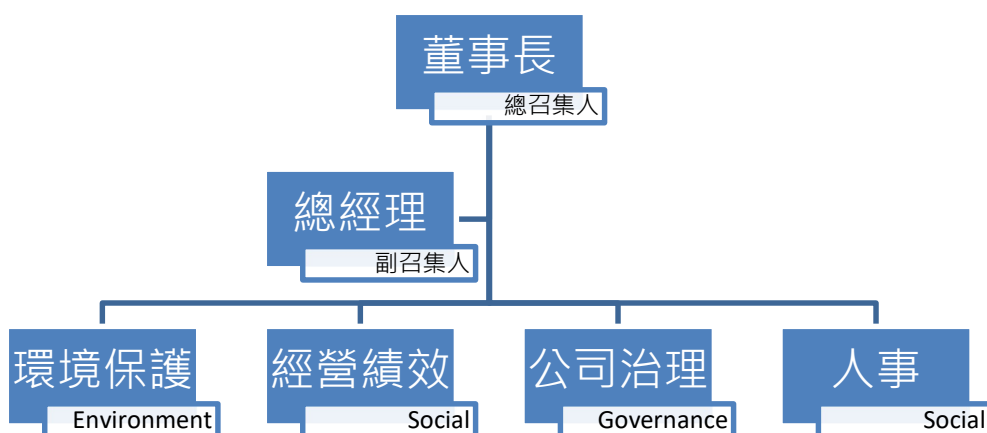 董事長
總召集人
總經理
副召集人
環境保護
Environment
經營績效
Social
公司治理
Governance
人事
Social